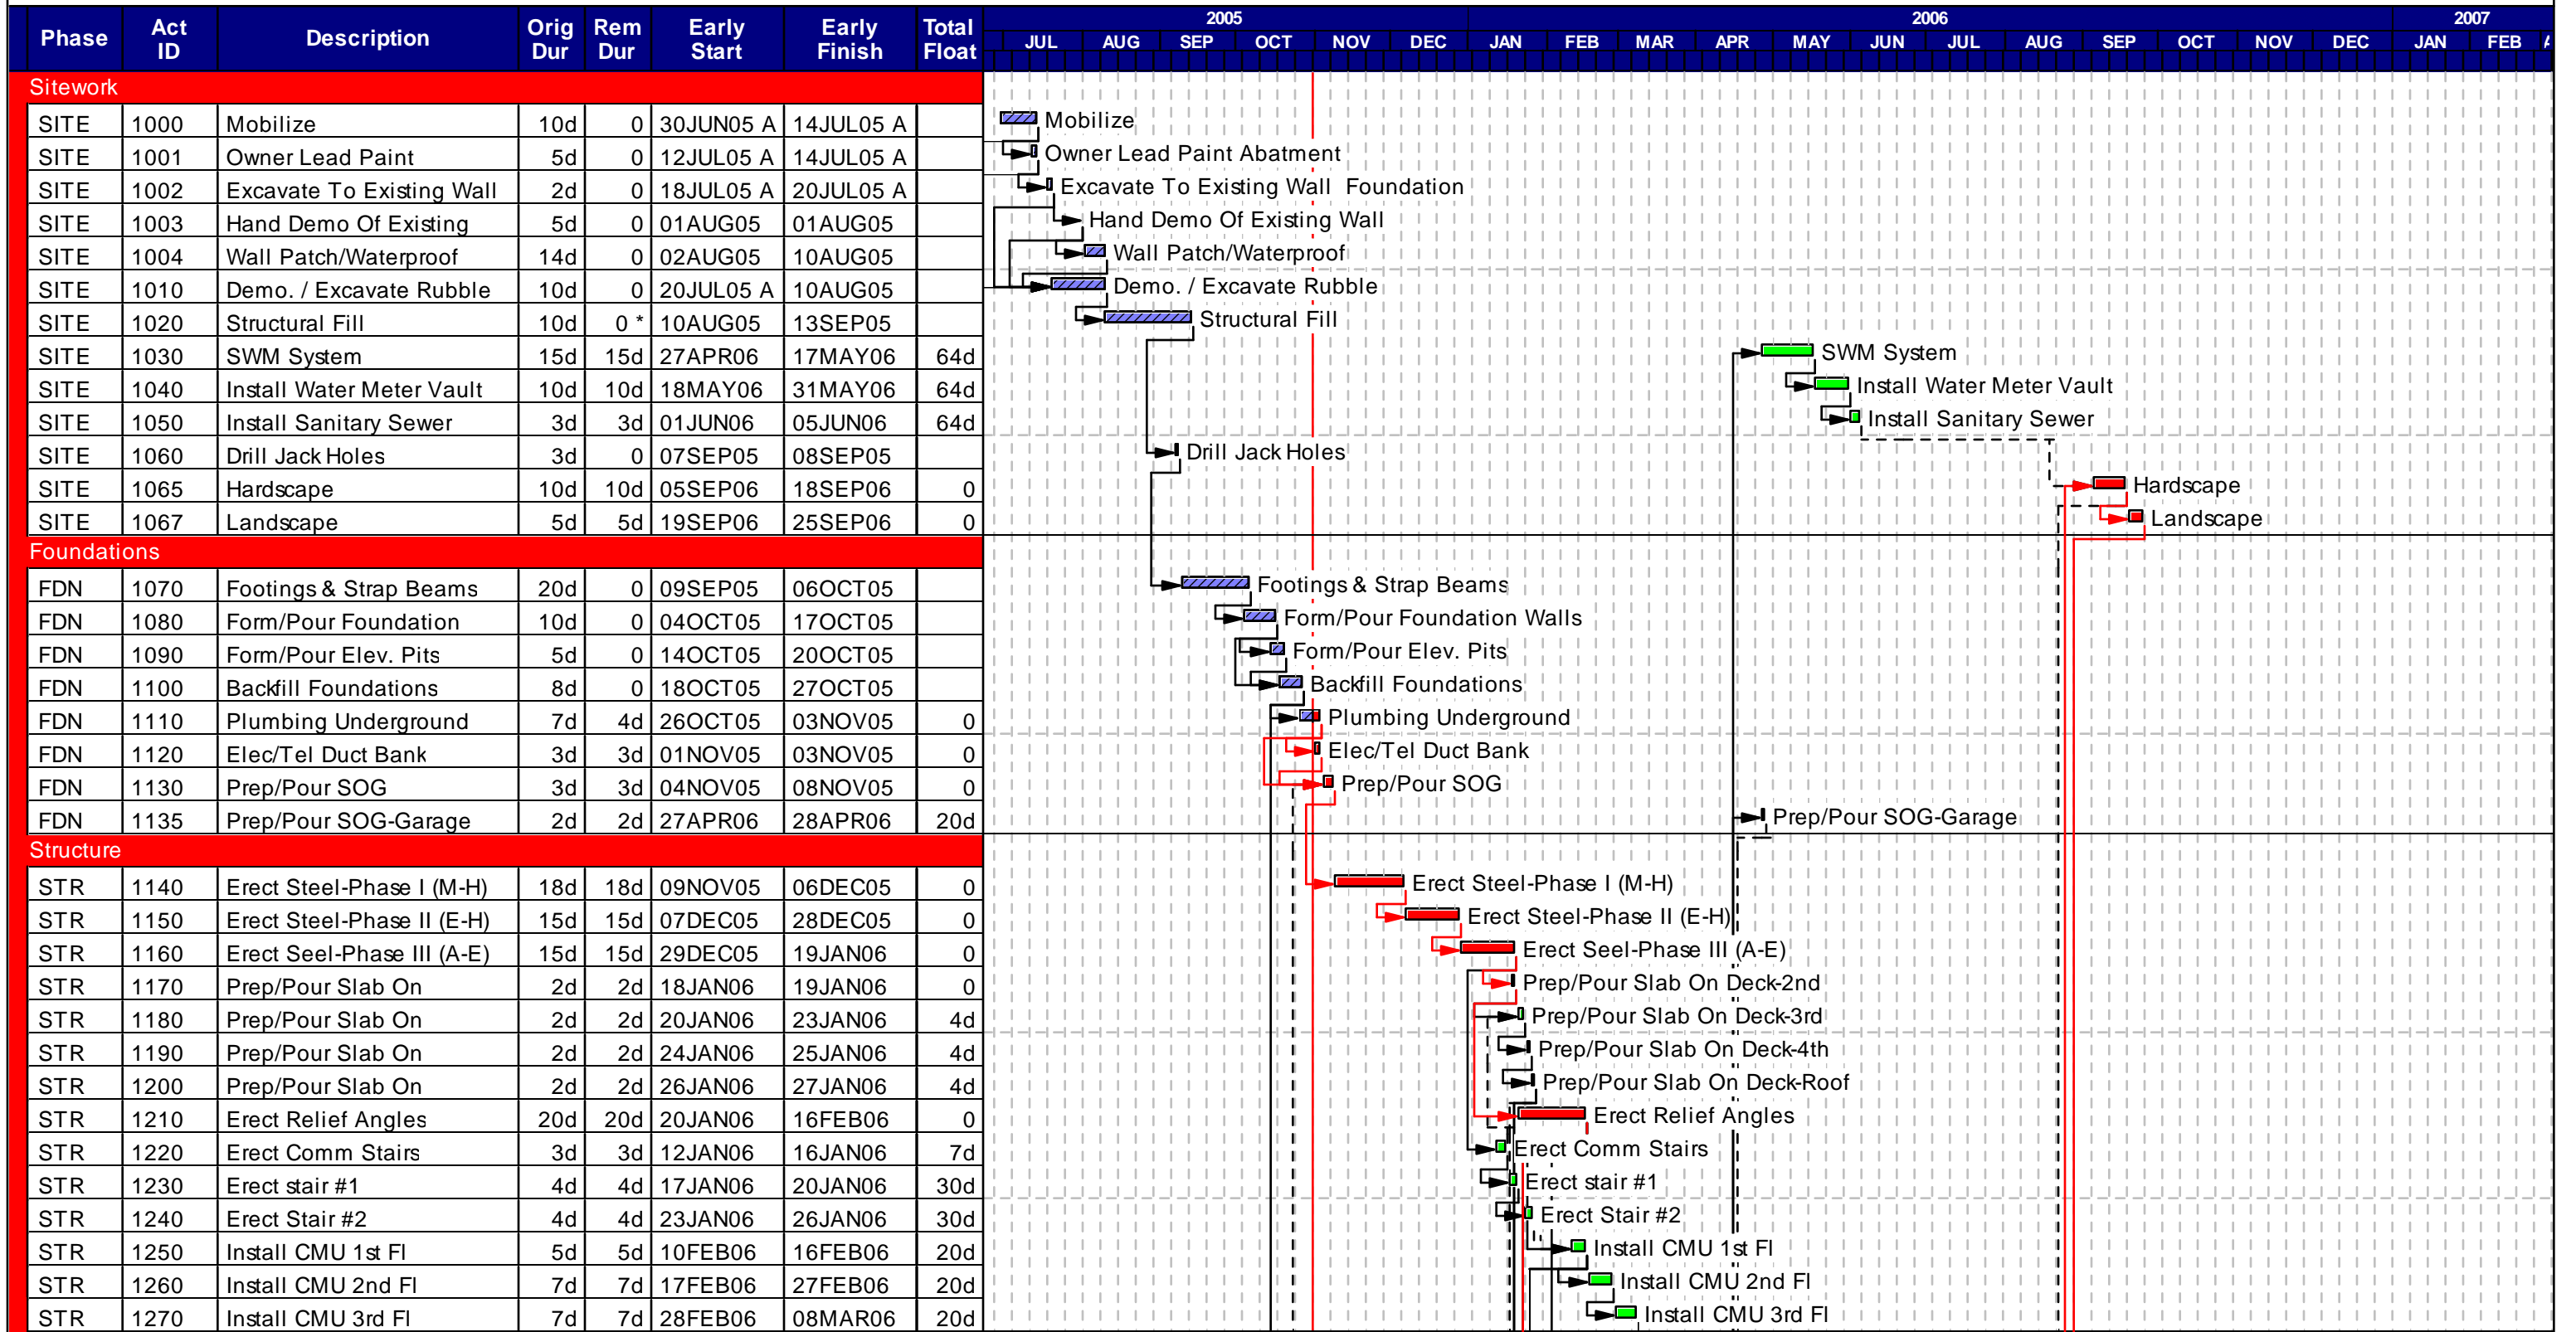 Phase Act ID Description Orig Dur Rem Dur Early Start Early Finish Total Float
2005 2006 2007
JUL AUG SEP OCT NOV DEC JAN FEB MAR APR MAY JUN JUL AUG SEP OCT NOV DEC JAN FEB
Sitework
SITE 1000 Mobilize 10d 0 30JUN05 A 14JUL05 A Mobilize
SITE 1001 Owner Lead Paint 5d 0 12JUL05 A 14JUL05 A Owner Lead Paint Abatment
SITE 1002 Excavate To Existing Wall 2d 0 18JUL05 A 20JUL05 A Excavate To Existing Wall Foundation
SITE 1003 Hand Demo Of Existing 5d 0 01AUG05 01AUG05 Hand Demo Of Existing Wall
SITE 1004 Wall Patch/Waterproof 14d 0 02AUG05 10AUG05 Wall Patch/Waterproof
SITE 1010 Demo. / Excavate Rubble 10d 0 20JUL05 A 10AUG05 Demo. / Excavate Rubble
SITE 1020 Structural Fill 10d 0 * 10AUG05 13SEP05 Structural Fill
SITE 1030 SWM System 15d 15d 27APR06 17MAY06 64d SWM System
SITE 1040 Install Water Meter Vault 10d 10d 18MAY06 31MAY06 64d Install Water Meter Vault
SITE 1050 Install Sanitary Sewer 3d 3d 01JUN06 05JUN06 64d Install Sanitary Sewer
SITE 1060 Drill Jack Holes 3d 0 07SEP05 08SEP05 Drill Jack Holes
SITE 1065 Hardscape 10d 10d 05SEP06 18SEP06 0 Hardscape
SITE 1067 Landscape 5d 5d 19SEP06 25SEP06 0 Landscape
Foundations
FDN 1070 Footings & Strap Beams 20d 0 09SEP05 06OCT05 Footings & Strap Beams
FDN 1080 Form/Pour Foundation 10d 0 04OCT05 17OCT05 Form/Pour Foundation Walls
FDN 1090 Form/Pour Elev. Pits 5d 0 14OCT05 20OCT05 Form/Pour Elev. Pits
FDN 1100 Backfill Foundations 8d 0 18OCT05 27OCT05 Backfill Foundations
FDN 1110 Plumbing Underground 7d 4d 26OCT05 03NOV05 0 Plumbing Underground
FDN 1120 Elec/Tel Duct Bank 3d 3d 01NOV05 03NOV05 0 Elec/Tel Duct Bank
FDN 1130 Prep/Pour SOG 3d 3d 04NOV05 08NOV05 0 Prep/Pour SOG
FDN 1135 Prep/Pour SOG-Garage 2d 2d 27APR06 28APR06 20d Prep/Pour SOG-Garage
Structure
STR 1140 Erect Steel-Phase I (M-H) 18d 18d 09NOV05 06DEC05 0 Erect Steel-Phase I (M-H)
STR 1150 Erect Steel-Phase II (E-H) 15d 15d 07DEC05 28DEC05 0 Erect Steel-Phase II (E-H)
STR 1160 Erect Seel-Phase III (A-E) 15d 15d 29DEC05 19JAN06 0 Erect Seel-Phase III (A-E)
STR 1170 Prep/Pour Slab On 2d 2d 18JAN06 19JAN06 0 Prep/Pour Slab On Deck-2nd
STR 1180 Prep/Pour Slab On 2d 2d 20JAN06 23JAN06 4d Prep/Pour Slab On Deck-3rd
STR 1190 Prep/Pour Slab On 2d 2d 24JAN06 25JAN06 4d Prep/Pour Slab On Deck-4th
STR 1200 Prep/Pour Slab On 2d 2d 26JAN06 27JAN06 4d Prep/Pour Slab On Deck-Roof
STR 1210 Erect Relief Angles 20d 20d 20JAN06 16FEB06 0 Erect Relief Angles
STR 1220 Erect Comm Stairs 3d 3d 12JAN06 16JAN06 7d Erect Comm Stairs
STR 1230 Erect stair #1 4d 4d 17JAN06 20JAN06 30d Erect stair #1
STR 1240 Erect Stair #2 4d 4d 23JAN06 26JAN06 30d Erect Stair #2
STR 1250 Install CMU 1st Fl 5d 5d 10FEB06 16FEB06 20d Install CMU 1st Fl
STR 1260 Install CMU 2nd Fl 7d 7d 17FEB06 27FEB06 20d Install CMU 2nd Fl
STR 1270 Install CMU 3rd Fl 7d 7d 28FEB06 08MAR06 20d Install CMU 3rd Fl